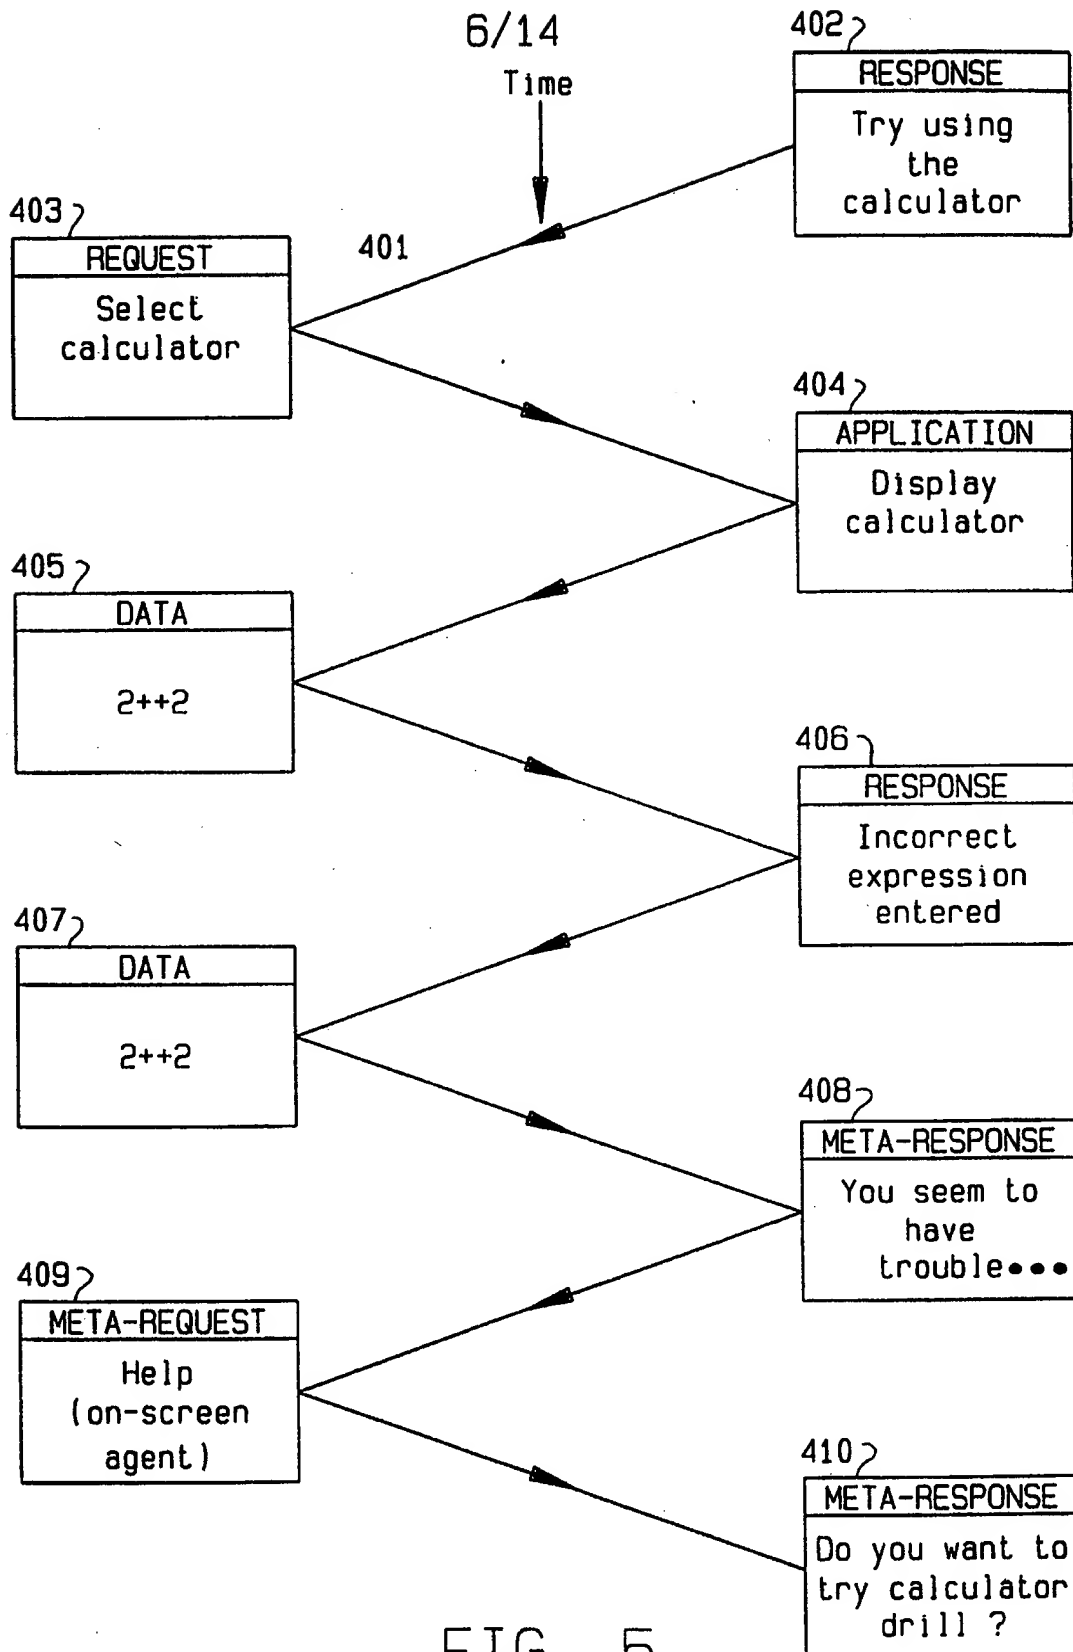 6/14
Time
402
RESPONSE
Try using
the
calculator
403
REQUEST
Select
calculator
401
404
APPLICATION
Display
calculator
405
DATA
2++2
406
RESPONSE
Incorrect
expression
entered
407
DATA
2++2
408
META-RESPONSE
You seem to
have
trouble•••
409
META-REQUEST
Help
(on-screen
agent)
410
META-RESPONSE
Do you want to
try calculator
drill ?
FIG. 5